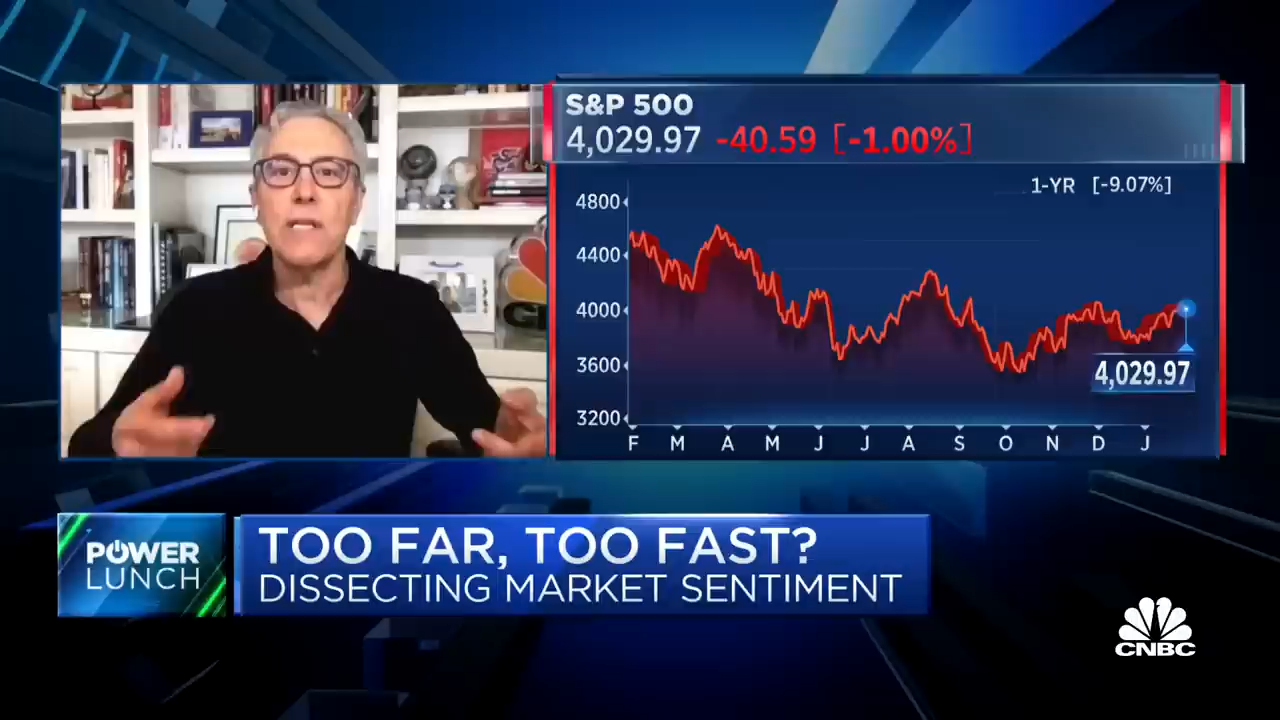 S&P 500
4,029.97 -40.59 [-1.00%]
1-YR [-9.07%]
4800
4400
4000
3600
3200
4,029.97
F M A M J J A S O N D J
POWER
LUNCH
TOO FAR, TOO FAST?
DISSECTING MARKET SENTIMENT
CNBC